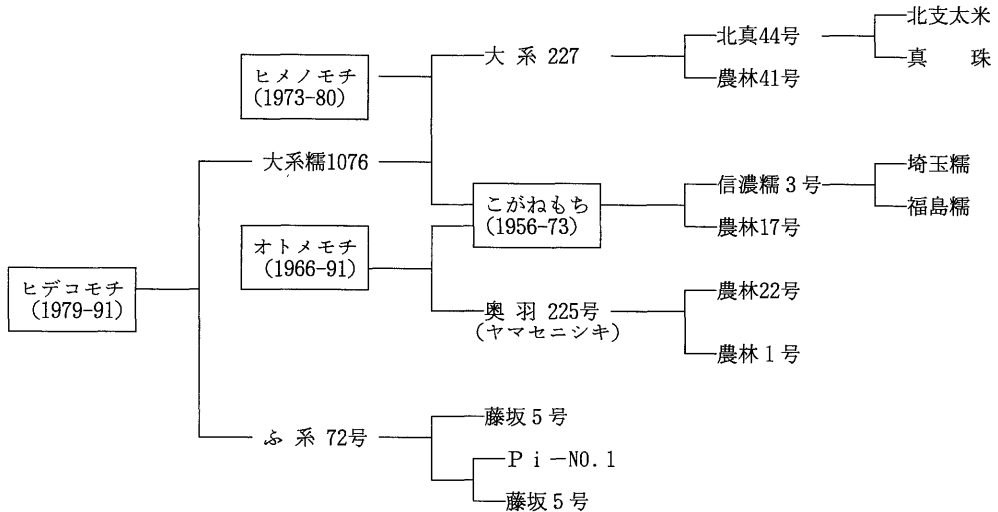 北支太米
大系 227
北真44号
真 珠
ヒメノモチ
(1973-80)
農林41号
大系糯1076
埼玉糯
信濃糯3号
こがねもち
(1956-73)
福島糯
農林17号
オトメモチ
(1966-91)
ヒデコモチ
(1979-91)
農林22号
奥羽 225号
(ヤマセニシキ)
農林1号
藤坂5号
ふ系 72号
Pi-NO.1
藤坂5号